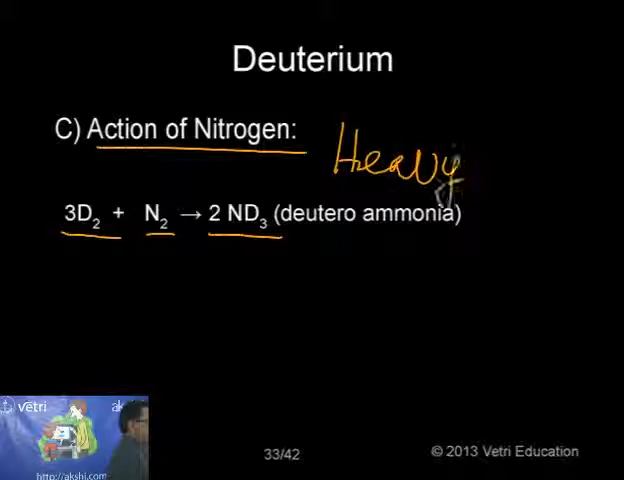 Deuterium
C) Action of Nitrogen:
Heavy
3D₂ + N₂ → 2 ND₃ (deutero ammonia)
vetri
ak
http://akshi.com
33/42
© 2013 Vetri Education